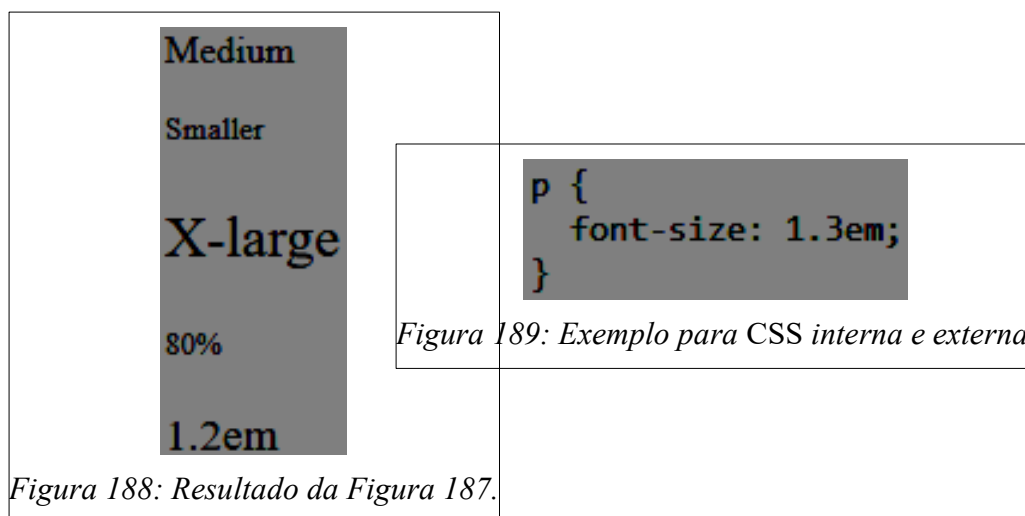 Medium
Smaller
X-large
80%
1.2em
Figura 188: Resultado da Figura 187.
p {
font-size: 1.3em;
}
Figura 189: Exemplo para CSS interna e externa